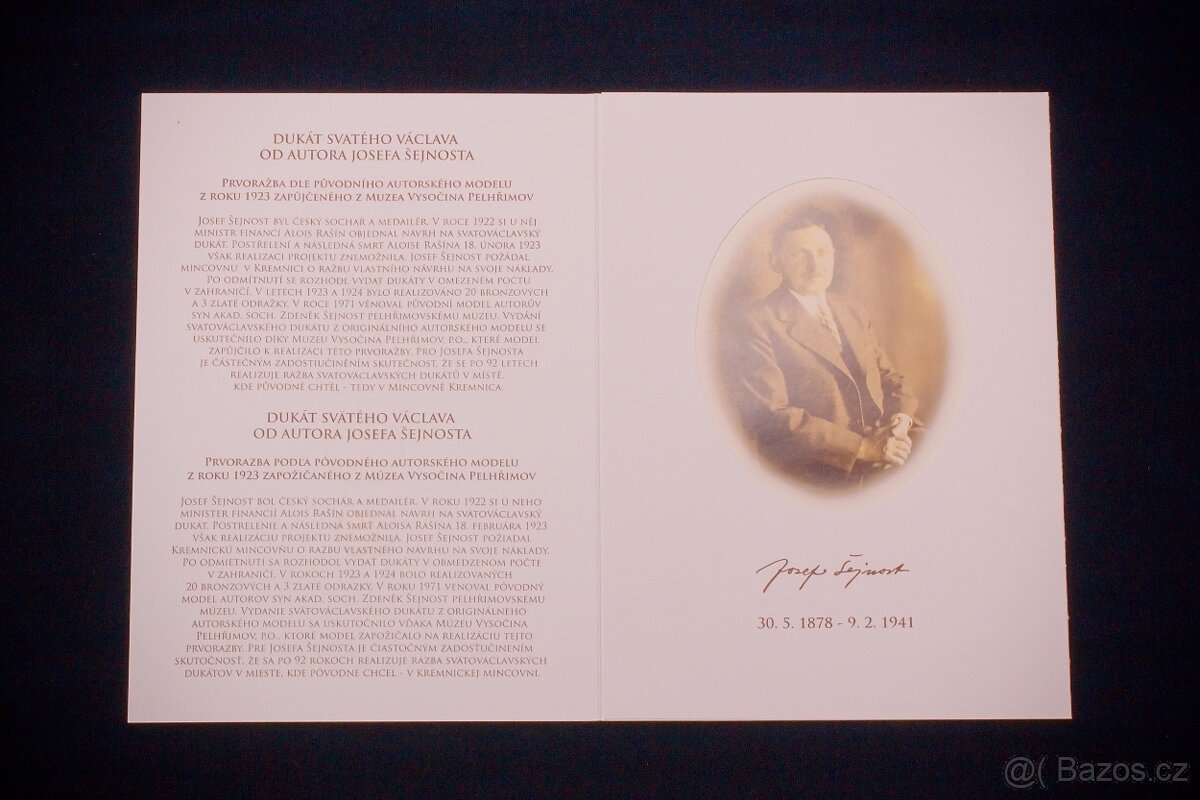 DUKÁT SVATÉHO VÁCLAVA
OD AUTORA JOSEFA ŠEJNOSTA
PRVORAŽBA DLE PŮVODNÍHO AUTORSKÉHO MODELU
Z ROKU 1923 ZAPŮJČENÉHO Z MUZEA VYSOČINA PELHŘIMOV
JOSEF ŠEJNOST BYL ČESKÝ SOCHAŘ A MEDAILÉR. V ROCE 1922 SI U NĚJ
MINISTR FINANCÍ ALOIS RAŠÍN OBJEDNAL NÁVRH NA SVATOVÁCLAVSKÝ
DUKÁT. POSTŘELENÍ A NÁSLEDNÁ SMRT ALOISE RAŠÍNA 18. ÚNORA 1923
VŠAK REALIZACI PROJEKTU ZNEMOŽNILA. JOSEF ŠEJNOST POŽÁDAL
MINCOVNU V KREMNICI O RAŽBU VLASTNÍHO NÁVRHU NA SVOJE NÁKLADY.
PO ODMÍTNUTÍ SE ROZHODL VYDAT DUKÁTY V OMEZENÉM POČTU
V ZAHRANIČÍ. V LETECH 1923 A 1924 BYLO REALIZOVÁNO 20 BRONZOVÝCH
A 3 ZLATÉ ODRAŽKY. V ROCE 1971 VĚNOVAL PŮVODNÍ MODEL AUTORŮV
SYN AKAD. SOCH. ZDENĚK ŠEJNOST PELHŘIMOVSKÉMU MUZEU. VYDÁNÍ
SVATOVÁCLAVSKÉHO DUKÁTU Z ORIGINÁLNÍHO AUTORSKÉHO MODELU SE
USKUTEČNILO DÍKY MUZEU VYSOČINA PELHŘIMOV, P.O., KTERÉ MODEL
ZAPŮJČILO K REALIZACI TÉTO PRVORAŽBY. PRO JOSEFA ŠEJNOSTA
JE ČÁSTEČNÝM ZADOSTIUČINĚNÍM SKUTEČNOST, ŽE SE PO 92 LETECH
REALIZUJE RAŽBA SVATOVÁCLAVSKÝCH DUKÁTŮ V MÍSTĚ,
KDE PŮVODNĚ CHTĚL - TEDY V MINCOVNĚ KREMNICA.
DUKÁT SVÄTÉHO VÁCLAVA
OD AUTORA JOSEFA ŠEJNOSTA
PRVORAZBA PODĽA PÔVODNÉHO AUTORSKÉHO MODELU
Z ROKU 1923 ZAPOŽIČANÉHO Z MÚZEA VYSOČINA PELHŘIMOV
JOSEF ŠEJNOST BOL ČESKÝ SOCHÁR A MEDAILÉR. V ROKU 1922 SI U NEHO
MINISTER FINANCIÍ ALOIS RAŠÍN OBJEDNAL NÁVRH NA SVATOVÁCLAVSKÝ
DUKÁT. POSTRELENIE A NÁSLEDNÁ SMRŤ ALOISA RAŠÍNA 18. FEBRUÁRA 1923
VŠAK REALIZÁCIU PROJEKTU ZNEMOŽNILA. JOSEF ŠEJNOST POŽIADAL
KREMNICKÚ MINCOVŇU O RAZBU VLASTNÉHO NÁVRHU NA SVOJE NÁKLADY.
PO ODMIETNUTÍ SA ROZHODOL VYDAŤ DUKÁTY V OBMEDZENOM POČTE
V ZAHRANIČÍ. V ROKOCH 1923 A 1924 BOLO REALIZOVANÝCH
20 BRONZOVÝCH A 3 ZLATÉ ODRAZKY. V ROKU 1971 VENOVAL PÔVODNÝ
MODEL AUTOROV SYN AKAD. SOCH. ZDENĚK ŠEJNOST PELHŘIMOVSKÉMU
MÚZEU. VYDANIE SVÄTOVÁCLAVSKÉHO DUKÁTU Z ORIGINÁLNEHO
AUTORSKÉHO MODELU SA USKUTOČNILO VĎAKA MÚZEU VYSOČINA
PELHŘIMOV, P.O., KTORÉ MODEL ZAPOŽIČALO NA REALIZÁCIU TEJTO
PRVORAZBY. PRE JOSEFA ŠEJNOSTA JE ČIASTOČNÝM ZADOSŤUČINENÍM
SKUTOČNOSŤ, ŽE SA PO 92 ROKOCH REALIZUJE RAZBA SVÄTOVÁCLAVSKÝCH
DUKÁTOV V MIESTE, KDE PÔVODNE CHCEL - V KREMNICKEJ MINCOVNI.
Josef Šejnost
30. 5. 1878 - 9. 2. 1941
@( Bazos.cz